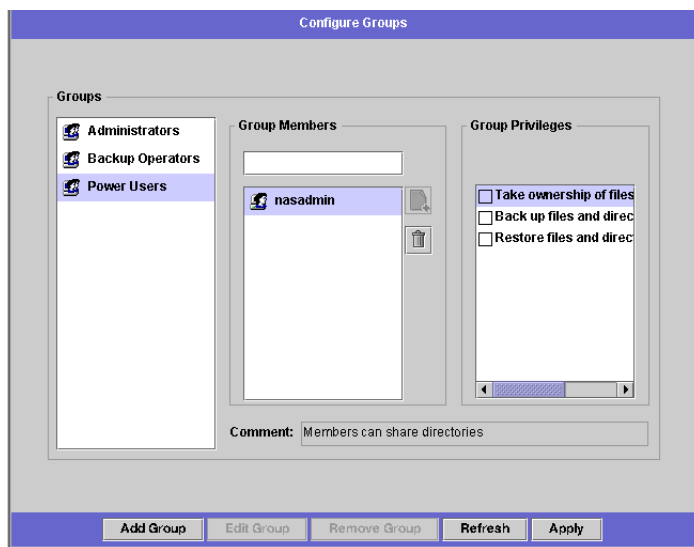 Configure Groups
Groups
Administrators
Backup Operators
Power Users
Group Members
nasadmin
Group Privileges
Take ownership of files
Back up files and direc
Restore files and direc
Comment: Members can share directories
Add Group Edit Group Remove Group Refresh Apply